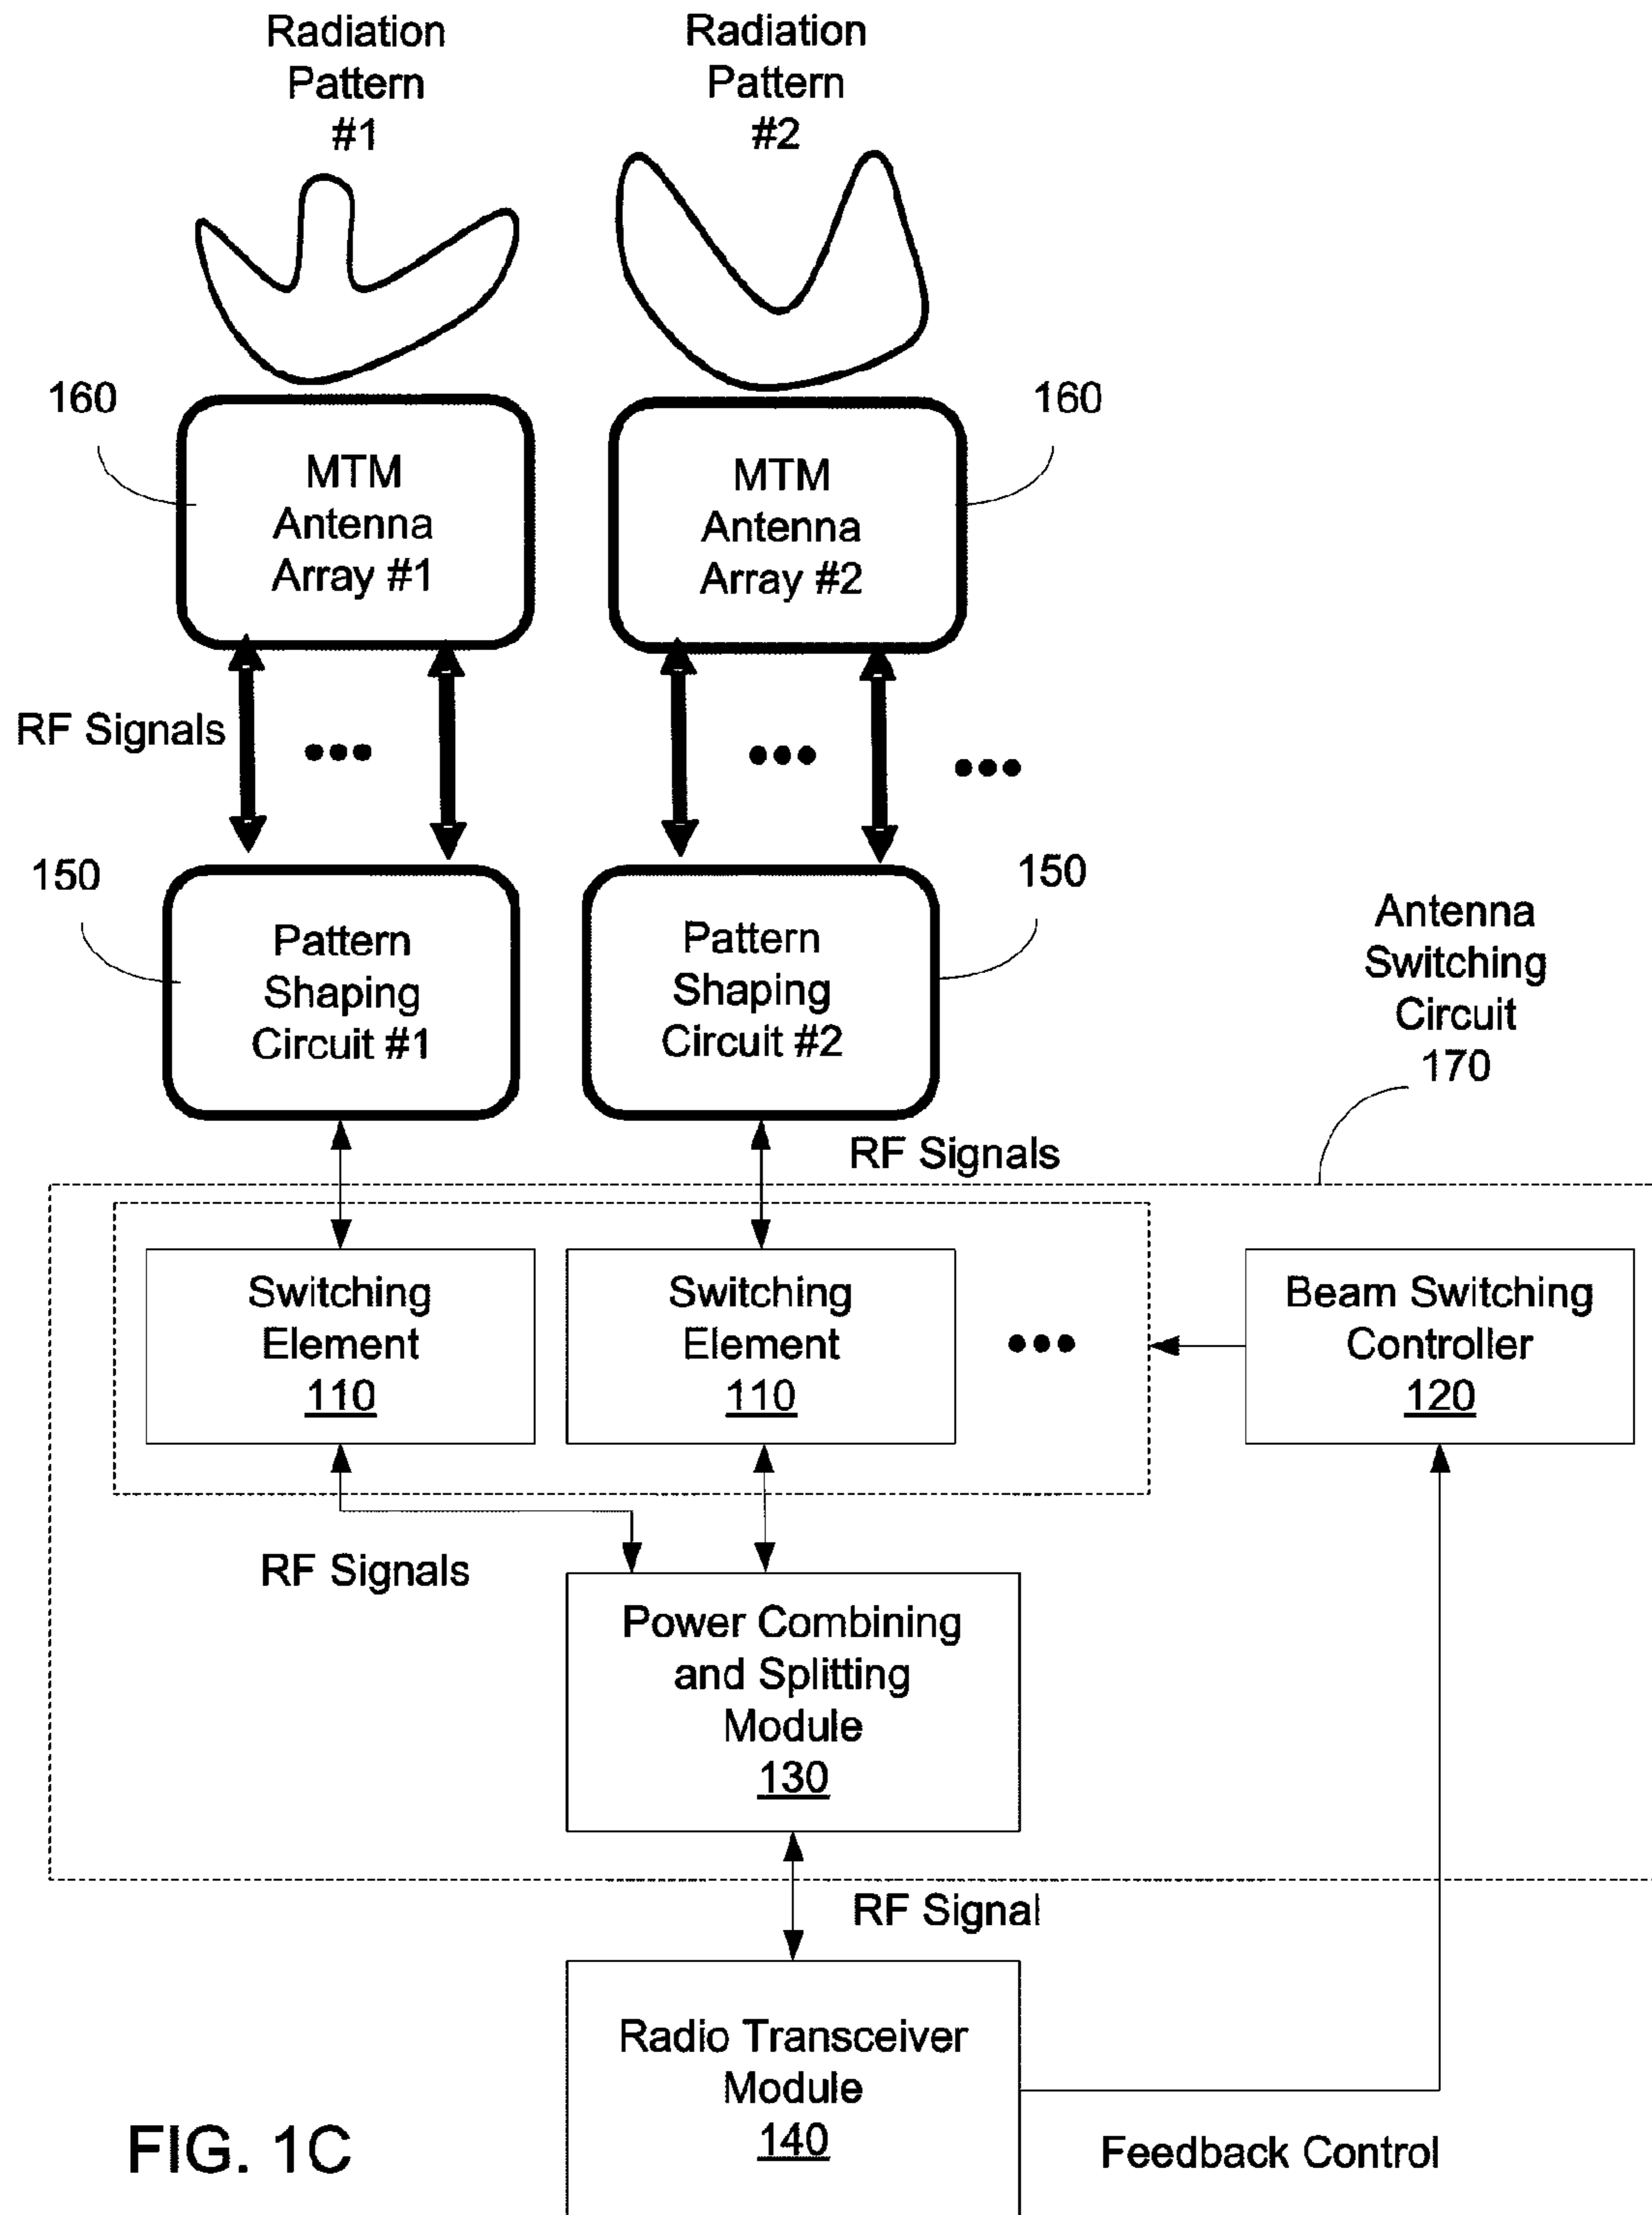 Radiation
Pattern
#1
Radiation
Pattern
#2
160
160
MTM
Antenna
Array #1
MTM
Antenna
Array #2
RF Signals
150
150
Pattern
Shaping
Circuit #1
Pattern
Shaping
Circuit #2
Antenna
Switching
Circuit
170
RF Signals
Switching
Element
110
Switching
Element
110
Beam Switching
Controller
120
RF Signals
Power Combining
and Splitting
Module
130
RF Signal
Radio Transceiver
Module
140
Feedback Control
FIG. 1C